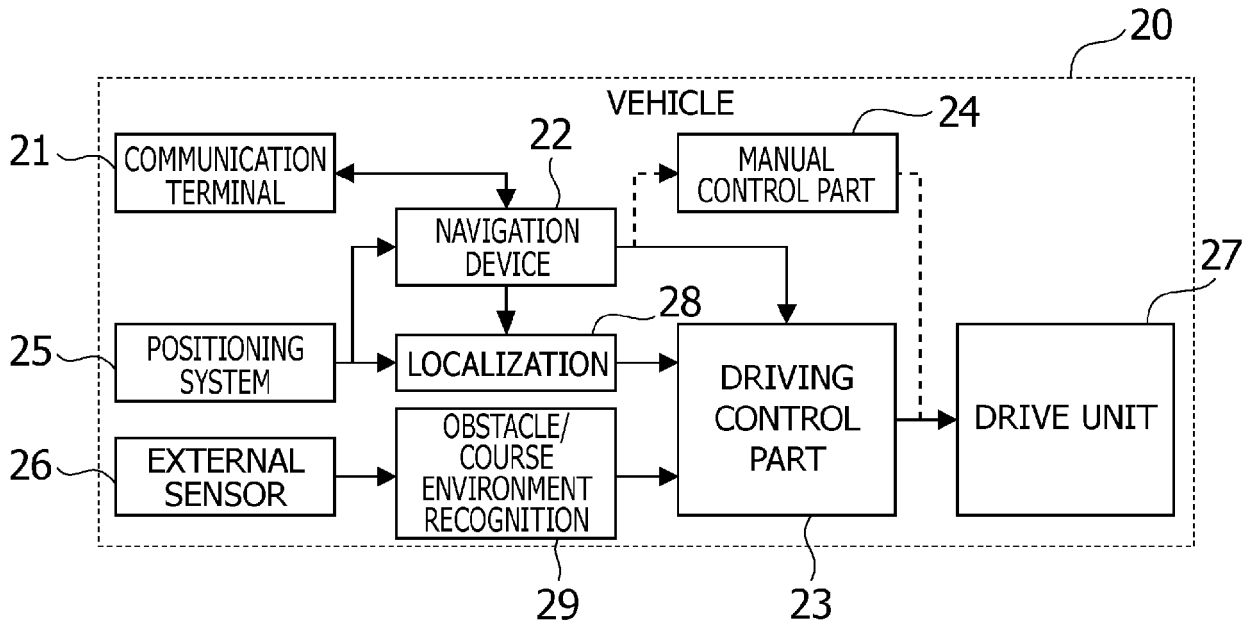 20
VEHICLE
21
COMMUNICATION
TERMINAL
22
24
MANUAL
CONTROL PART
NAVIGATION
DEVICE
27
25
POSITIONING
SYSTEM
28
LOCALIZATION
DRIVING
CONTROL
PART
DRIVE UNIT
26
EXTERNAL
SENSOR
OBSTACLE/
COURSE
ENVIRONMENT
RECOGNITION
29
23